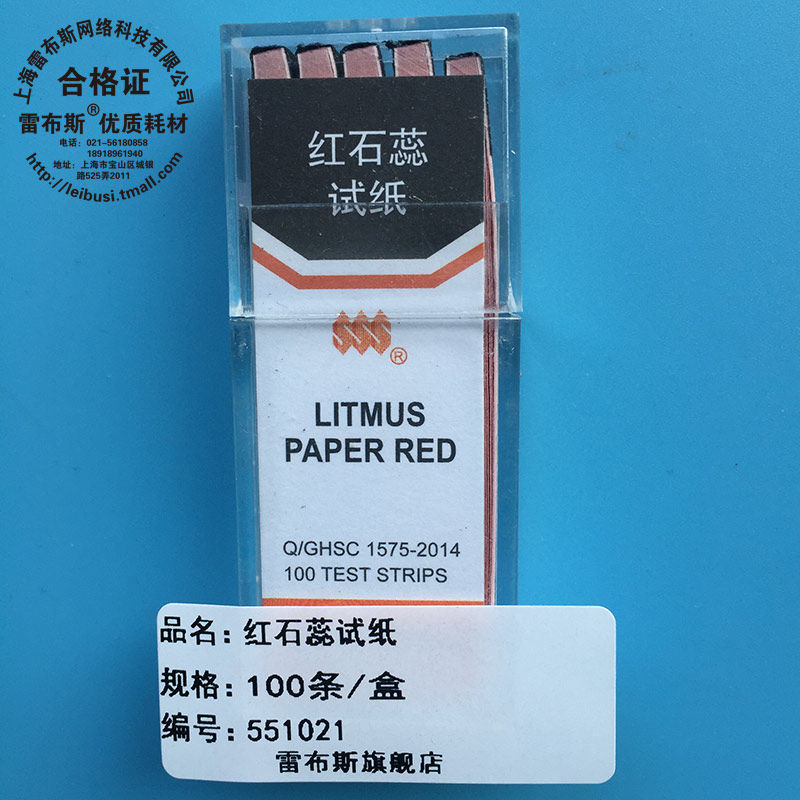 上海雷布斯网络科技有限公司
合格证
雷布斯®优质耗材
电话：021-56180858
18918961940
地址：上海市宝山区城银
路525弄2011
http://leibusi.tmall.com
红石蕊
试纸
SSS®
LITMUS
PAPER RED
Q/GHSC 1575-2014
100 TEST STRIPS
品名：红石蕊试纸
规格：100条/盒
编号：551021
雷布斯旗舰店